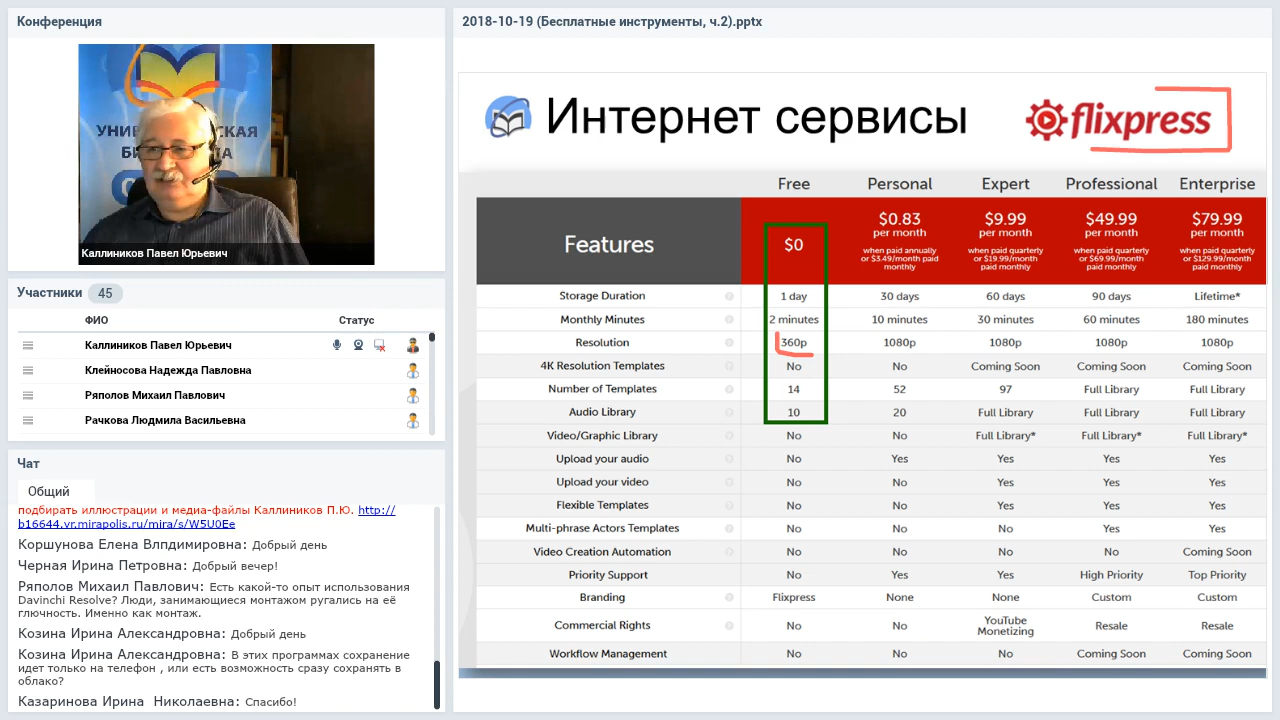 Конференция
УНИ
СКАЯ
БИ
ТА
Каллиников Павел Юрьевич
Участники 45
ФИО Статус
Каллиников Павел Юрьевич
Клейносова Надежда Павловна
Ряполов Михаил Павлович
Рачкова Людмила Васильевна
Чат
Общий
подбирать иллюстрации и медиа-файлы Каллиников П.Ю. http://
b16644.vr.mirapolis.ru/mira/s/W5U0Ee
Коршунова Елена Влпдимировна: Добрый день
Черная Ирина Петровна: Добрый вечер!
Ряполов Михаил Павлович: Есть какой-то опыт использования
Davinchi Resolve? Люди, занимающиеся монтажом ругались на её
глючность. Именно как монтаж.
Козина Ирина Александровна: Добрый день
Козина Ирина Александровна: В этих программах сохранение
идет только на телефон , или есть возможность сразу сохранять в
облако?
Казаринова Ирина Николаевна: Спасибо!
2018-10-19 (Бесплатные инструменты, ч.2).pptx
Интернет сервисы flixpress
Free Personal Expert Professional Enterprise
Features
$0
$0.83 per month when paid annually or $3.49/month paid monthly
$9.99 per month when paid quarterly or $19.99/month paid monthly
$49.99 per month when paid quarterly or $69.99/month paid monthly
$79.99 per month when paid quarterly or $129.99/month paid monthly
Storage Duration 1 day 30 days 60 days 90 days Lifetime*
Monthly Minutes 2 minutes 10 minutes 30 minutes 60 minutes 180 minutes
Resolution 360p 1080p 1080p 1080p 1080p
4K Resolution Templates No No Coming Soon Coming Soon Coming Soon
Number of Templates 14 52 97 Full Library Full Library
Audio Library 10 20 Full Library Full Library Full Library
Video/Graphic Library No No Full Library* Full Library* Full Library*
Upload your audio No Yes Yes Yes Yes
Upload your video No No Yes Yes Yes
Flexible Templates No No Yes Yes Yes
Multi-phrase Actors Templates No No No Yes Yes
Video Creation Automation No No No No Coming Soon
Priority Support No Yes Yes High Priority Top Priority
Branding Flixpress None None Custom Custom
Commercial Rights No No YouTube Monetizing Resale Resale
Workflow Management No No No Coming Soon Coming Soon